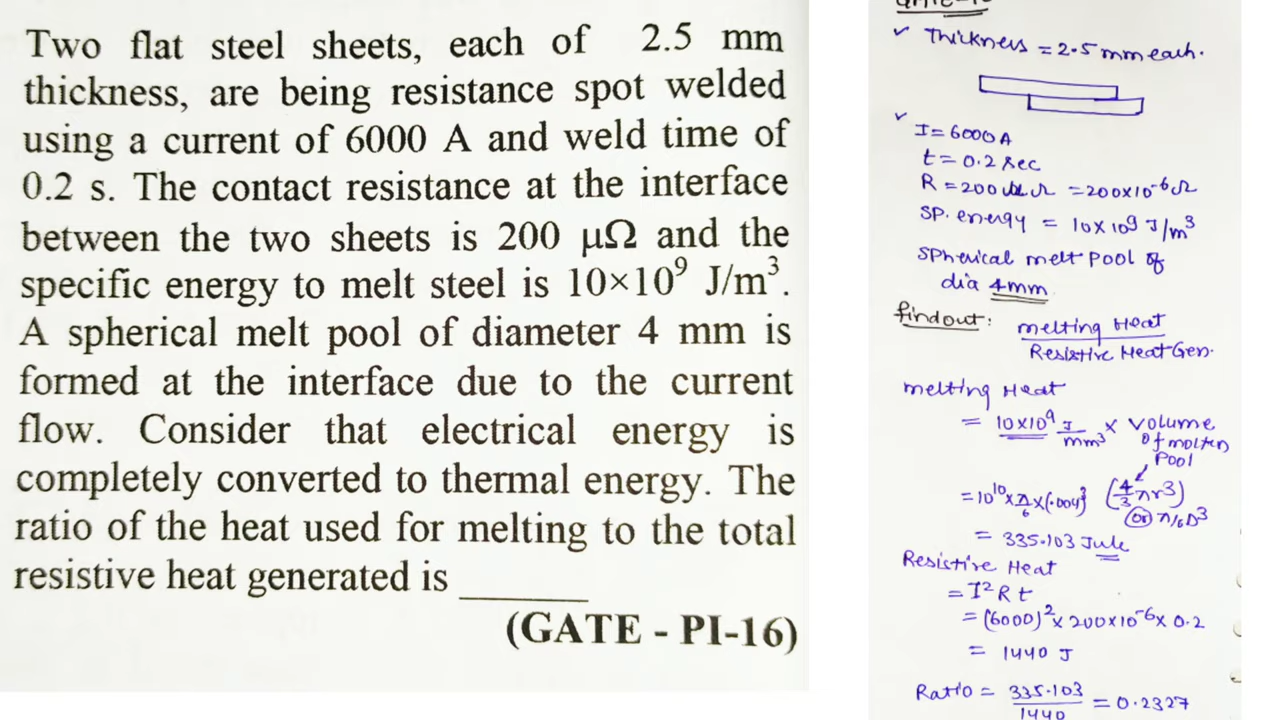 Two flat steel sheets, each of 2.5 mm
thickness, are being resistance spot welded
using a current of 6000 A and weld time of
0.2 s. The contact resistance at the interface
between the two sheets is 200 μΩ and the
specific energy to melt steel is 10×10⁹ J/m³.
A spherical melt pool of diameter 4 mm is
formed at the interface due to the current
flow. Consider that electrical energy is
completely converted to thermal energy. The
ratio of the heat used for melting to the total
resistive heat generated is ______
(GATE - PI-16)
✓ Thickness = 2.5 mm each.
✓ I = 6000 A
t = 0.2 sec
R = 200 Ω = 200×10⁻⁶ Ω
SP. energy = 10×10⁹ J/m³
Spherical melt pool of
dia 4mm
findout: melting Heat
Resistive Heat Gen.
melting Heat
= 10×10⁹ J/mm³ × Volume
of molten
Pool
= 10¹⁰ × π/6 × (.004)³ (4/3 πr³)
(or) π/6 D³
= 335.103 Jule
Resistive Heat
= I² R t
= (6000)² × 200×10⁻⁶ × 0.2
= 1440 J
Ratio = 335.103/1440 = 0.2327